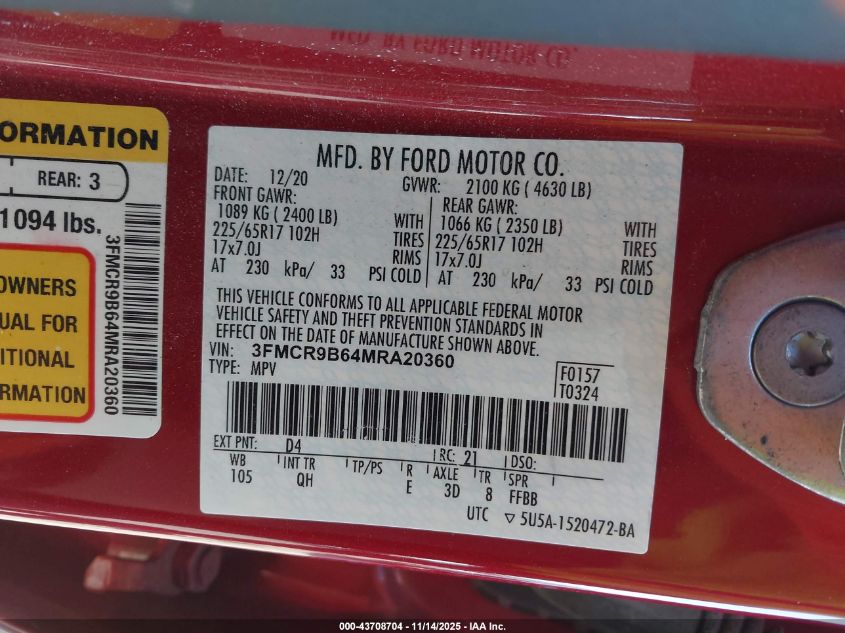 MFD. BY FORD MOTOR CO.
ORMATION
REAR: 3
1094 lbs.
OWNERS
UAL FOR
ITIONAL
ORMATION
3FMCR9B64MRA20360
MFD. BY FORD MOTOR CO.
DATE: 12/20 GVWR: 2100 KG ( 4630 LB)
FRONT GAWR: REAR GAWR:
1089 KG ( 2400 LB) WITH 1066 KG ( 2350 LB) WITH
225/65R17 102H TIRES 225/65R17 102H TIRES
17x7.0J RIMS 17x7.0J RIMS
AT 230 kPa/ 33 PSI COLD AT 230 kPa/ 33 PSI COLD
THIS VEHICLE CONFORMS TO ALL APPLICABLE FEDERAL MOTOR
VEHICLE SAFETY AND THEFT PREVENTION STANDARDS IN
EFFECT ON THE DATE OF MANUFACTURE SHOWN ABOVE.
VIN: 3FMCR9B64MRA20360
TYPE: MPV
F0157
T0324
EXT PNT: D4 RC: 21 DSO:
WB INT TR TP/PS R AXLE TR SPR
105 QH E 3D 8 FFBB
UTC ▽ 5U5A-1520472-BA
000-43708704 - 11/14/2025 - IAA Inc.